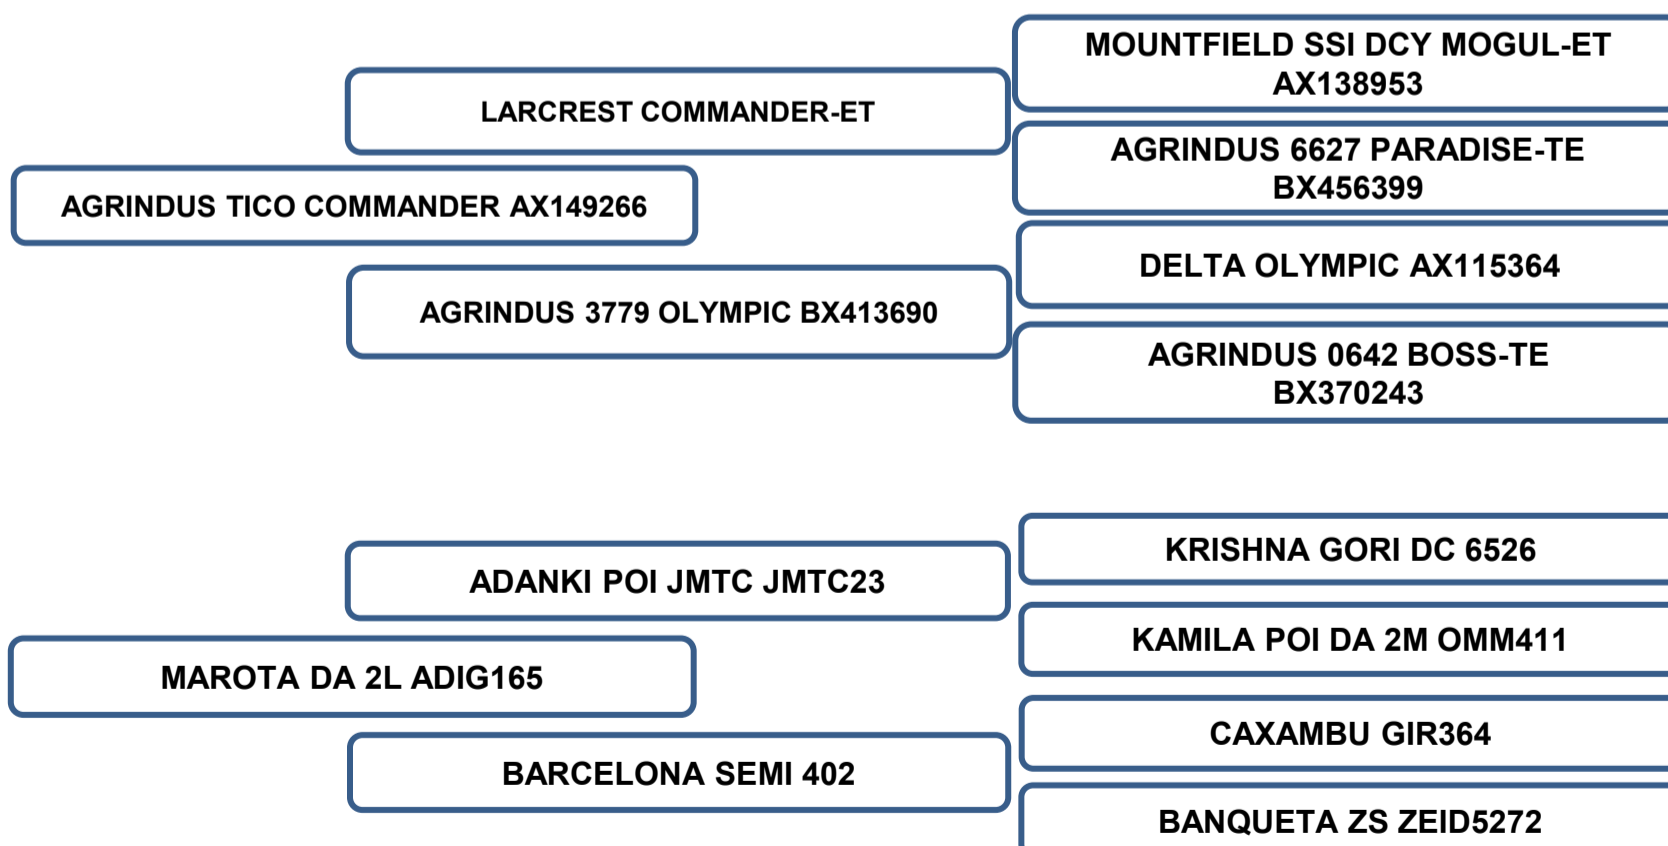 MOUNTFIELD SSI DCY MOGUL-ET
AX138953
LARCREST COMMANDER-ET
AGRINDUS 6627 PARADISE-TE
BX456399
AGRINDUS TICO COMMANDER AX149266
DELTA OLYMPIC AX115364
AGRINDUS 3779 OLYMPIC BX413690
AGRINDUS 0642 BOSS-TE
BX370243
KRISHNA GORI DC 6526
ADANKI POI JMTC JMTC23
KAMILA POI DA 2M OMM411
MAROTA DA 2L ADIG165
CAXAMBU GIR364
BARCELONA SEMI 402
BANQUETA ZS ZEID5272